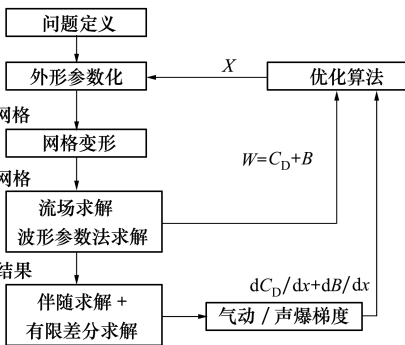 问题定义
外形参数化
X
优化算法
网格
网格变形
W=C_D+B
网格
流场求解
波形参数法求解
结果
dC_D/dx+dB/dx
伴随求解+
有限差分求解
气动/声爆梯度